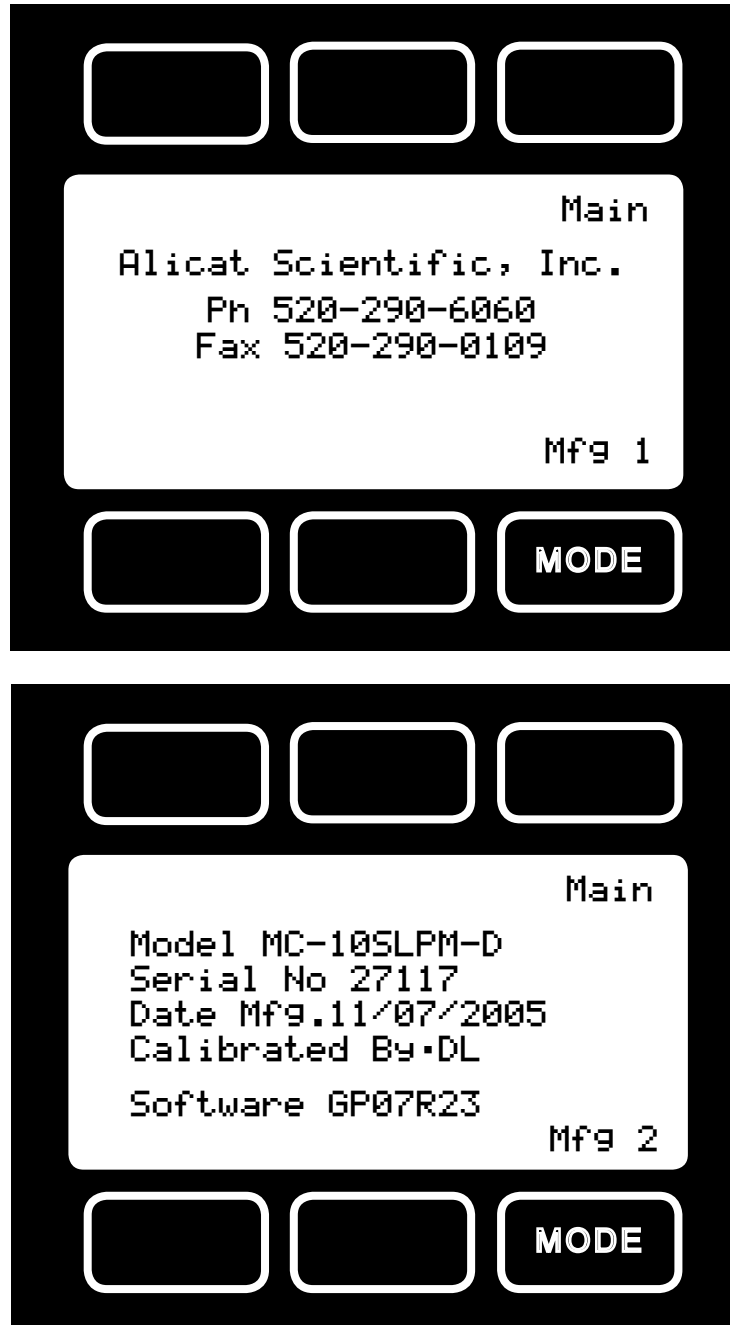 Main
Alicat Scientific, Inc.
Ph 520-290-6060
Fax 520-290-0109
Mfg 1
MODE
Main
Model MC-10SLPM-D
Serial No 27117
Date Mfg.11/07/2005
Calibrated By·DL
Software GP07R23
Mfg 2
MODE